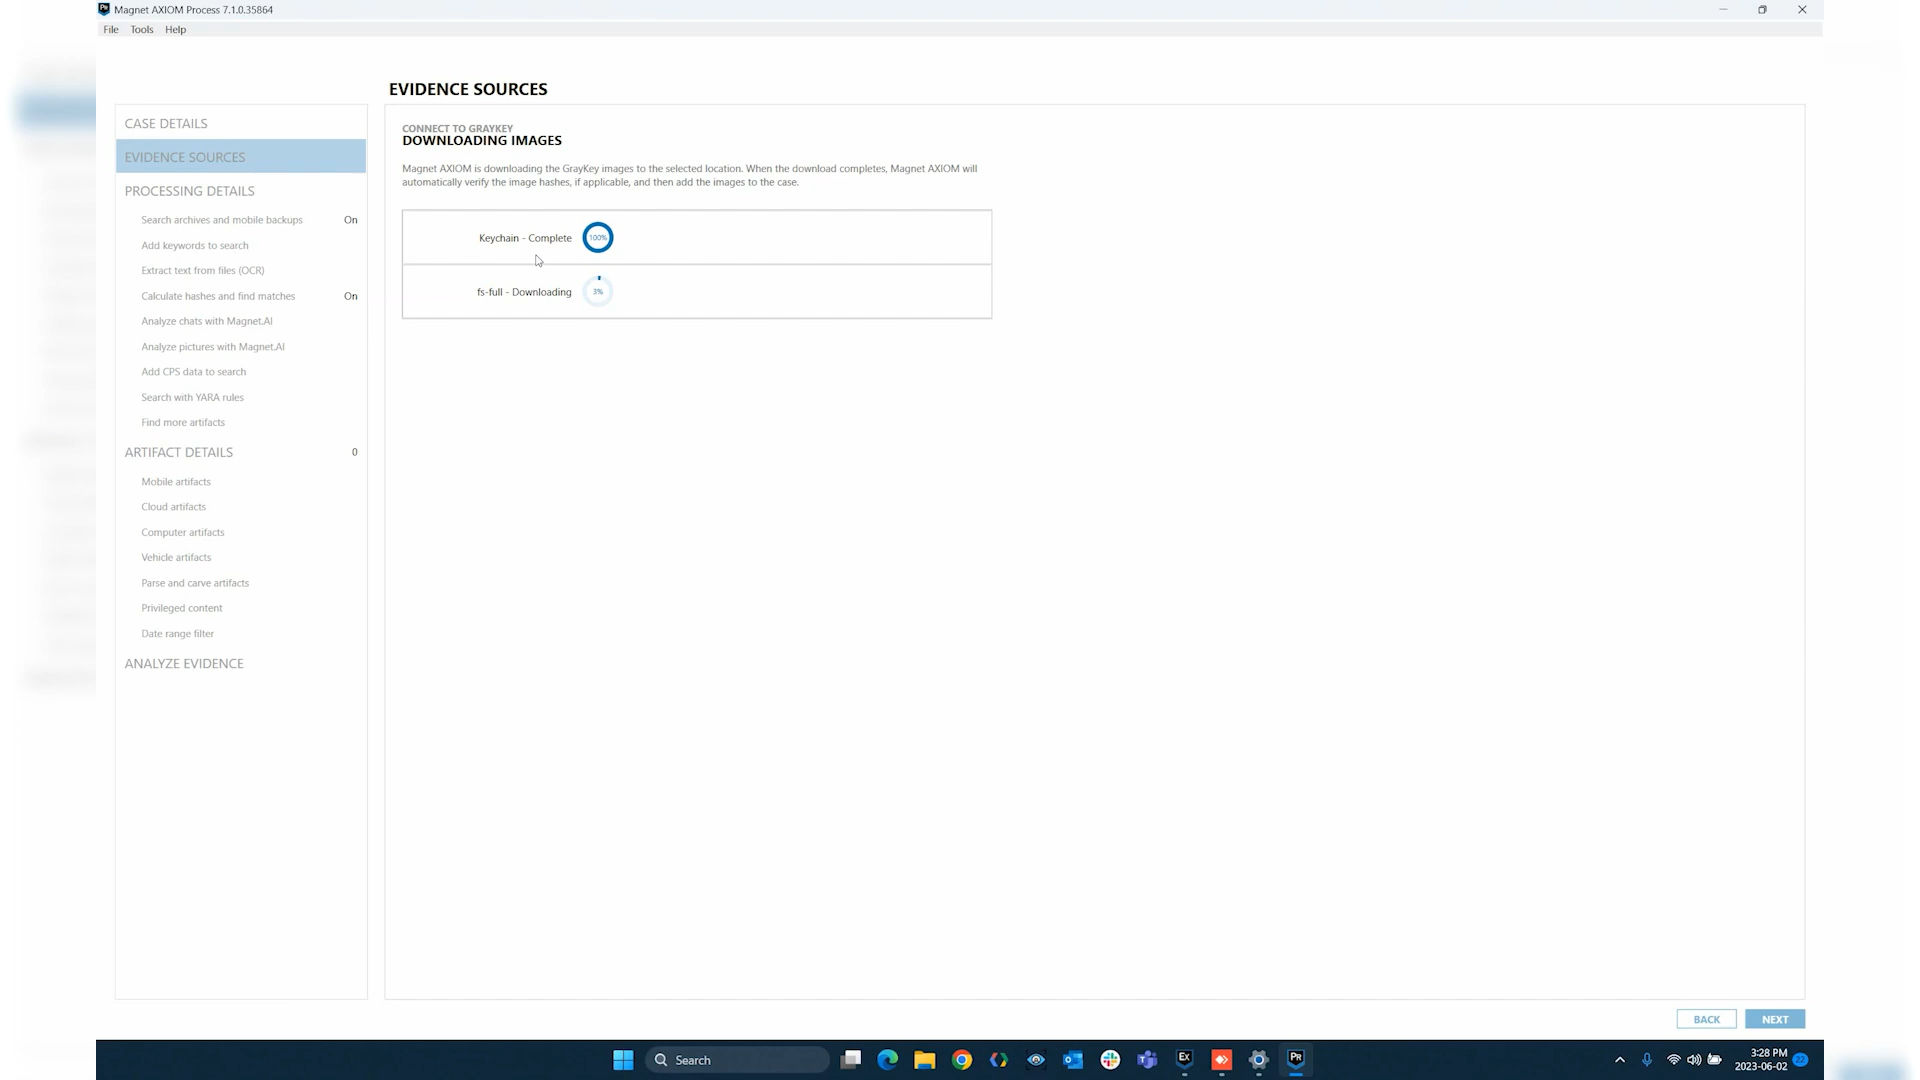 Magnet AXIOM Process 7.1.0.35864
File Tools Help
EVIDENCE SOURCES
CASE DETAILS
EVIDENCE SOURCES
PROCESSING DETAILS
Search archives and mobile backups On
Add keywords to search
Extract text from files (OCR)
Calculate hashes and find matches On
Analyze chats with Magnet.AI
Analyze pictures with Magnet.AI
Add CPS data to search
Search with YARA rules
Find more artifacts
ARTIFACT DETAILS 0
Mobile artifacts
Cloud artifacts
Computer artifacts
Vehicle artifacts
Parse and carve artifacts
Privileged content
Date range filter
ANALYZE EVIDENCE
CONNECT TO GRAYKEY
DOWNLOADING IMAGES
Magnet AXIOM is downloading the GrayKey images to the selected location. When the download completes, Magnet AXIOM will
automatically verify the image hashes, if applicable, and then add the images to the case.
Keychain - Complete 100%
fs-full - Downloading 3%
BACK NEXT
Search
EX
PR
3:28 PM
2023-06-02
22